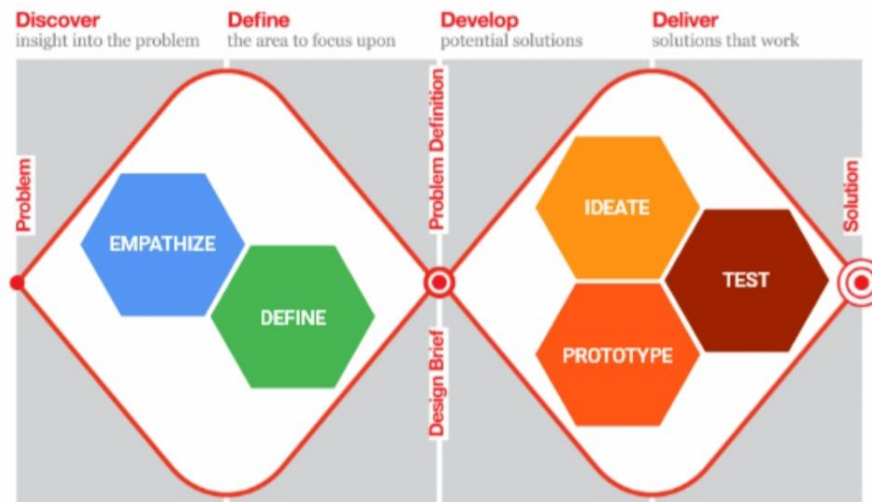 Discover
insight into the problem
Define
the area to focus upon
Develop
potential solutions
Deliver
solutions that work
Problem
EMPATHIZE
DEFINE
Problem Definition
Design Brief
IDEATE
PROTOTYPE
TEST
Solution